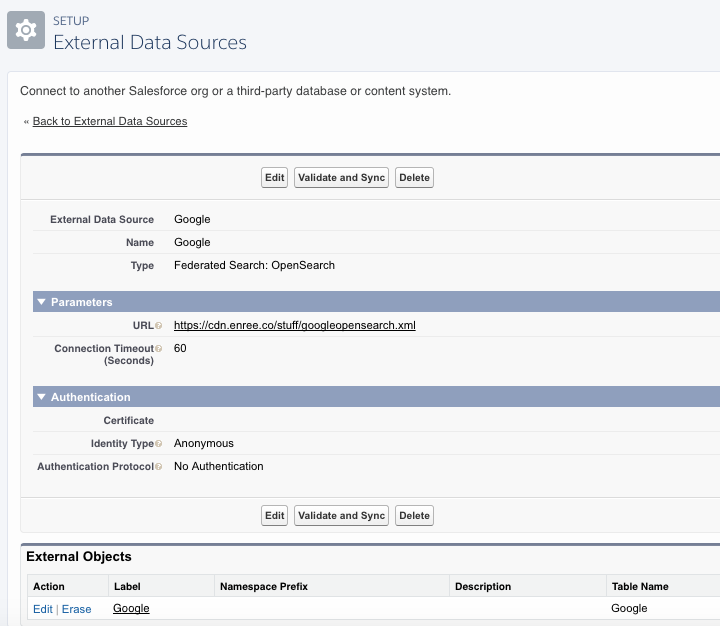 SETUP
External Data Sources
Connect to another Salesforce org or a third-party database or content system.
« Back to External Data Sources
Edit Validate and Sync Delete
External Data Source Google
Name Google
Type Federated Search: OpenSearch
Parameters
URL https://cdn.enree.co/stuff/googleopensearch.xml
Connection Timeout 60
(Seconds)
Authentication
Certificate
Identity Type Anonymous
Authentication Protocol No Authentication
Edit Validate and Sync Delete
External Objects
Action Label Namespace Prefix Description Table Name
Edit | Erase Google Google